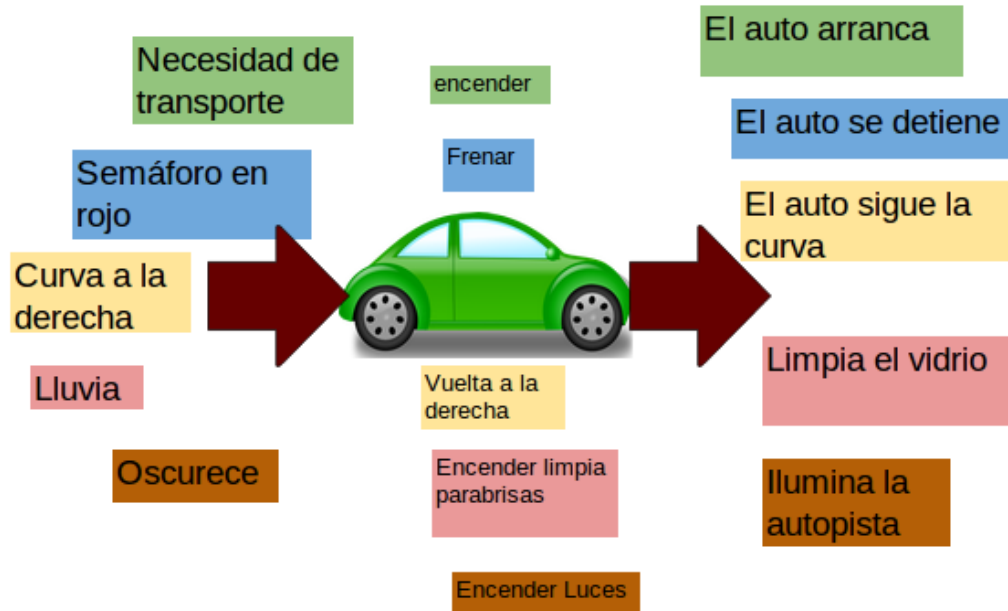 Necesidad de
transporte
Semáforo en
rojo
Curva a la
derecha
Lluvia
Oscurece
encender
Frenar
Vuelta a la
derecha
Encender limpia
parabrisas
Encender Luces
El auto arranca
El auto se detiene
El auto sigue la
curva
Limpia el vidrio
Ilumina la
autopista